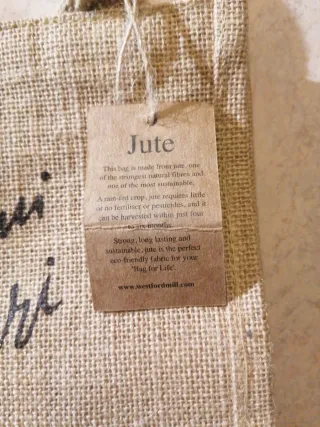 Jute
This bag is made from jute, one
of the strongest natural fibres and
one of the most sustainable.
A rain-fed crop, jute requires little
or no fertiliser or pesticides, and it
can be harvested within just four
to six months.
Strong, long lasting and
sustainable, jute is the perfect
eco-friendly fabric for your
"Bag for Life".
www.westfordmill.com